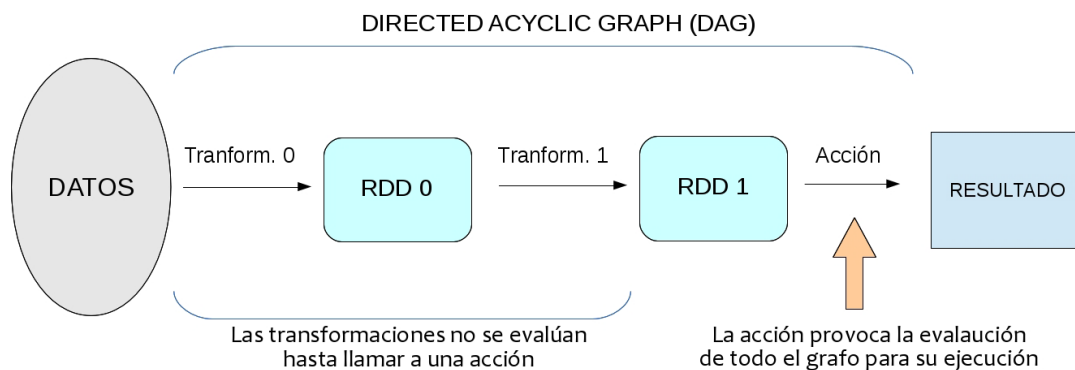 DIRECTED ACYCLIC GRAPH (DAG)
DATOS
Tranform. 0
RDD 0
Tranform. 1
RDD 1
Acción
RESULTADO
Las transformaciones no se evalúan
hasta llamar a una acción
La acción provoca la evalaución
de todo el grafo para su ejecución